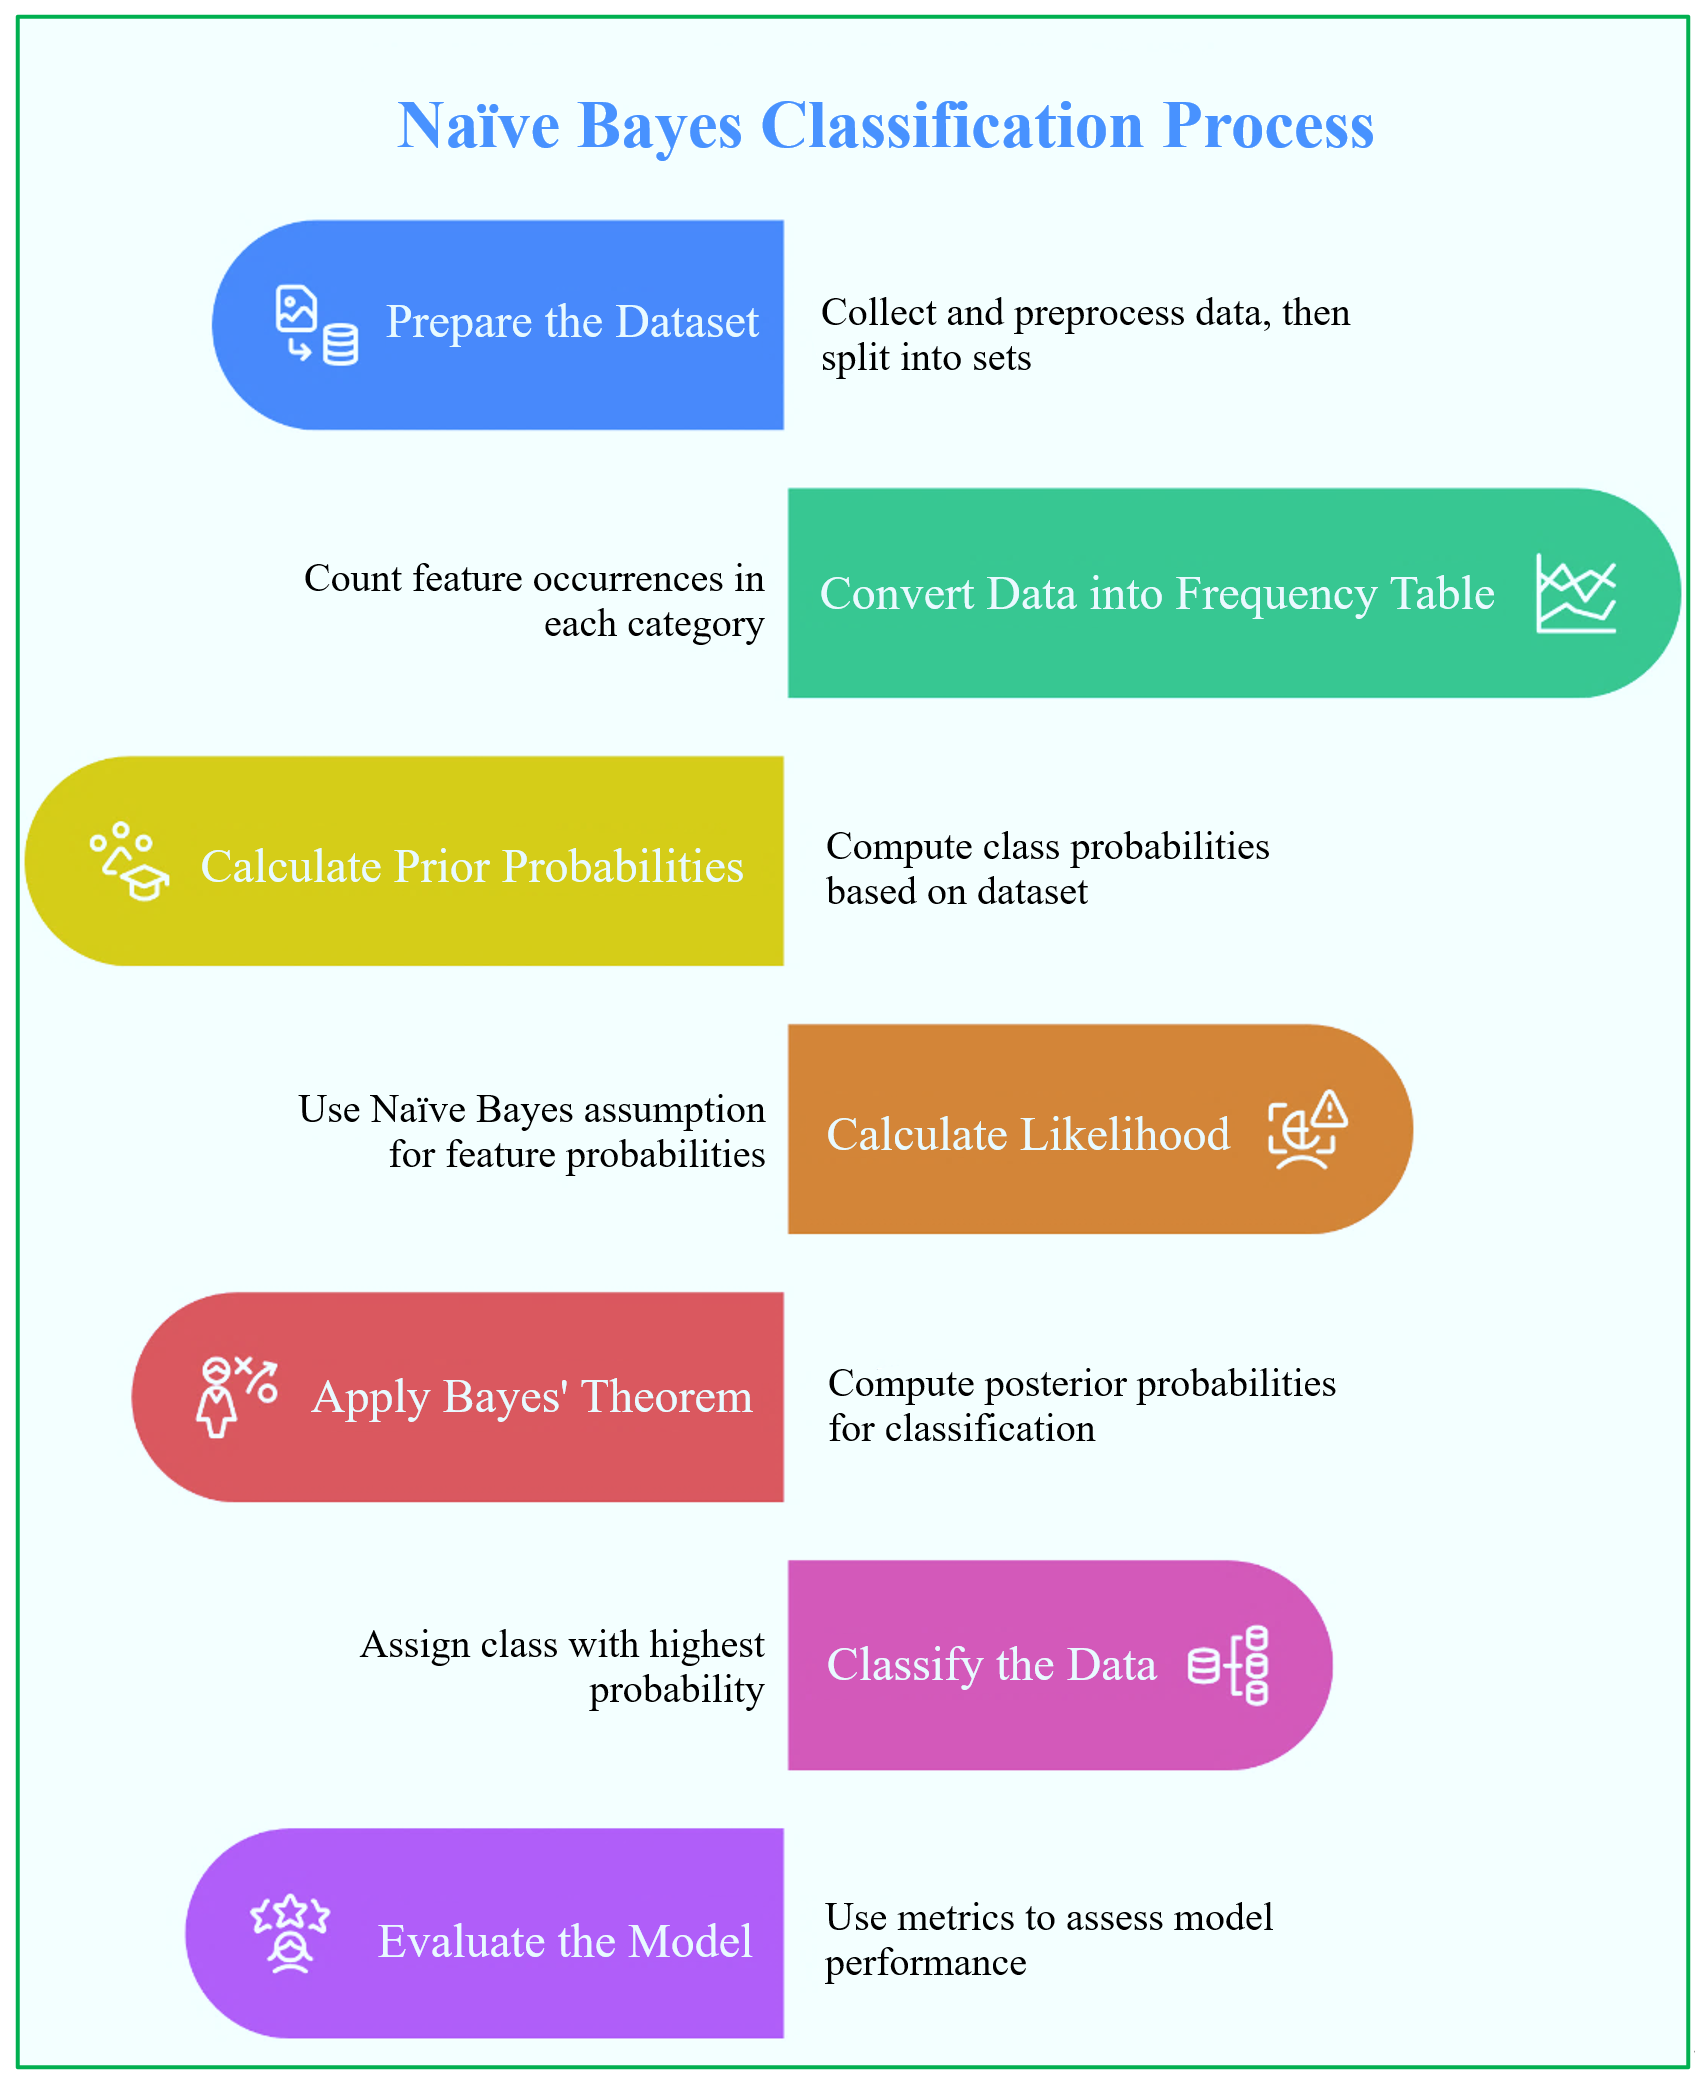 Naïve Bayes Classification Process
Prepare the Dataset
Collect and preprocess data, then
split into sets
Count feature occurrences in
each category
Convert Data into Frequency Table
Calculate Prior Probabilities
Compute class probabilities
based on dataset
Use Naïve Bayes assumption
for feature probabilities
Calculate Likelihood
Apply Bayes' Theorem
Compute posterior probabilities
for classification
Assign class with highest
probability
Classify the Data
Evaluate the Model
Use metrics to assess model
performance